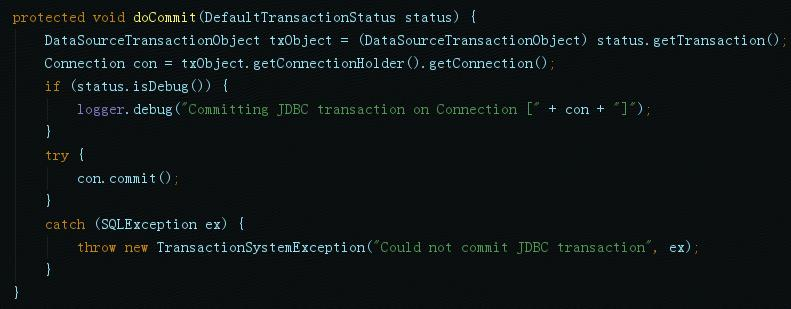 protected void doCommit(DefaultTransactionStatus status) {
    DataSourceTransactionObject txObject = (DataSourceTransactionObject) status.getTransaction();
    Connection con = txObject.getConnectionHolder().getConnection();
    if (status.isDebug()) {
        logger.debug("Committing JDBC transaction on Connection [" + con + "]");
    }
    try {
        con.commit();
    }
    catch (SQLException ex) {
        throw new TransactionSystemException("Could not commit JDBC transaction", ex);
    }
}